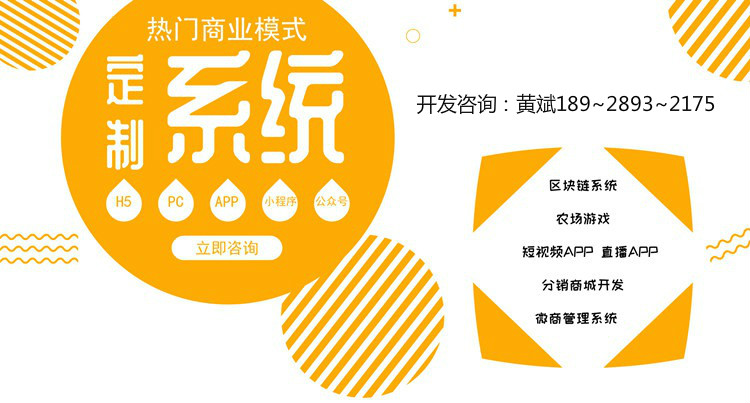 热门商业模式
定制
系统
H5 PC APP 小程序 公众号
立即咨询
开发咨询：黄斌189~2893~2175
区块链系统
农场游戏
短视频APP 直播APP
分销商城开发
微商管理系统